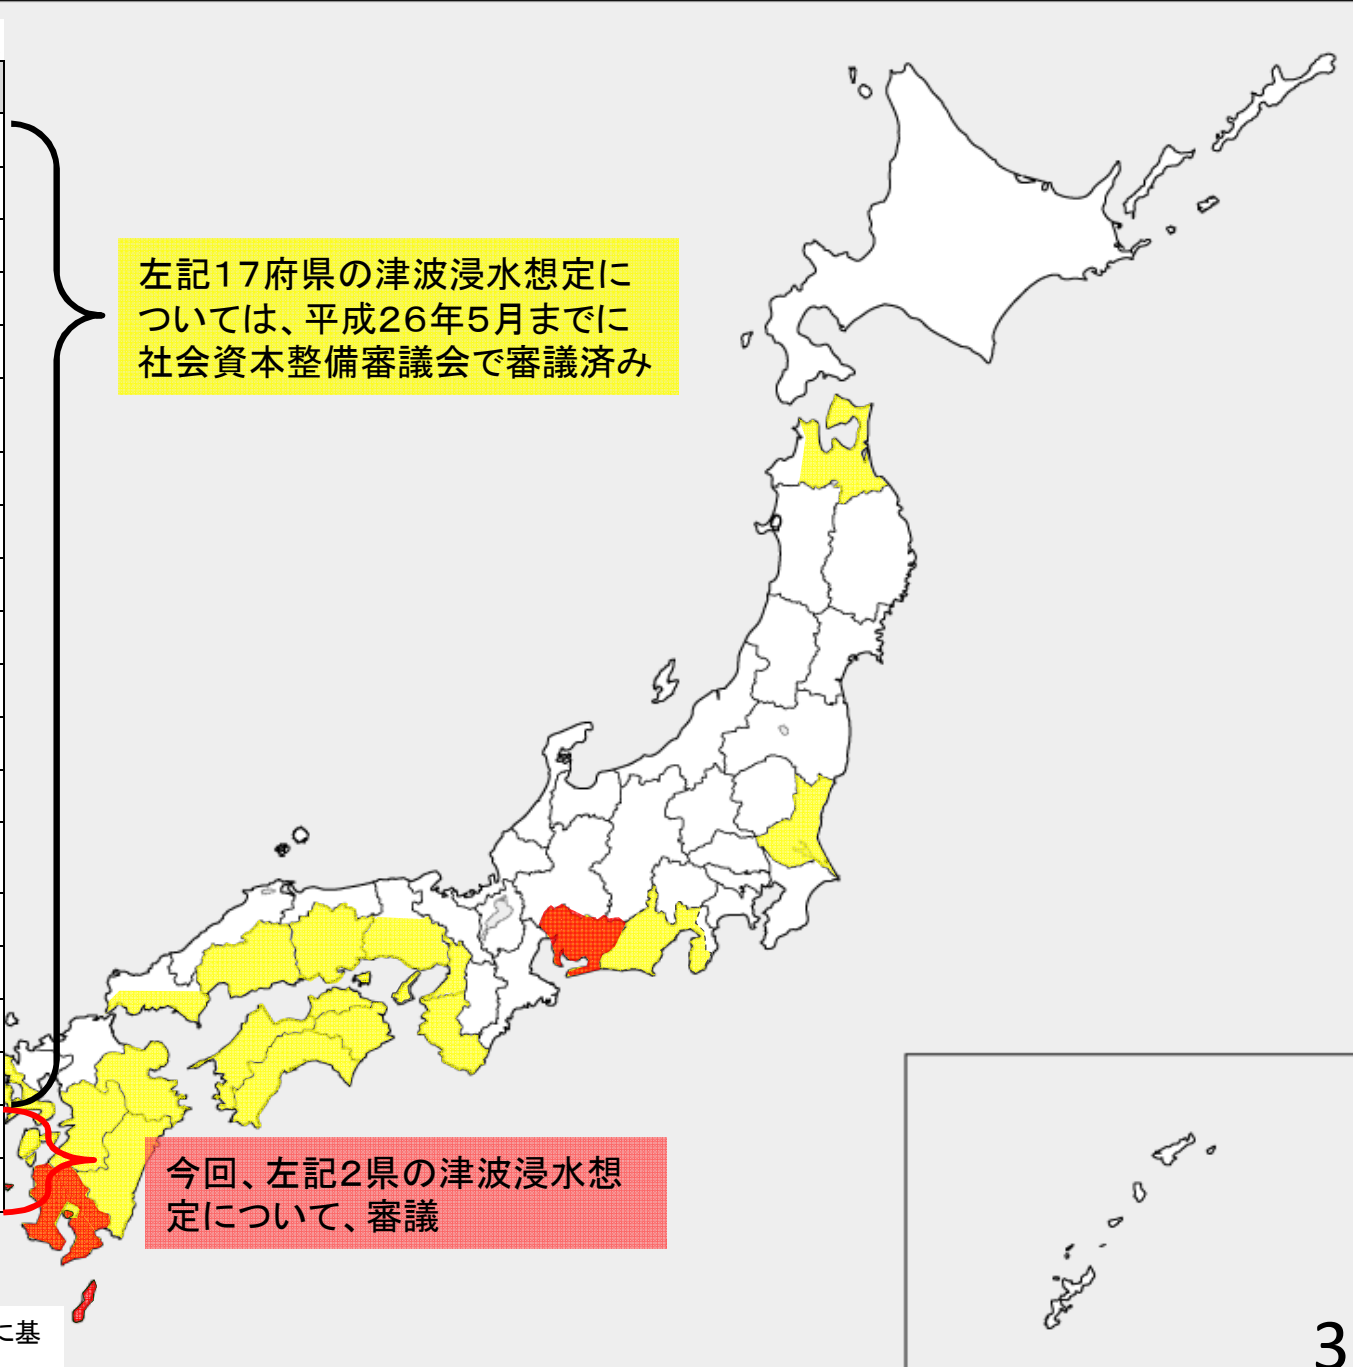 左記17府県の津波浸水想定に
ついては、平成26年5月までに
社会資本整備審議会で審議済み
今回、左記2県の津波浸水想
定について、審議
に基
3